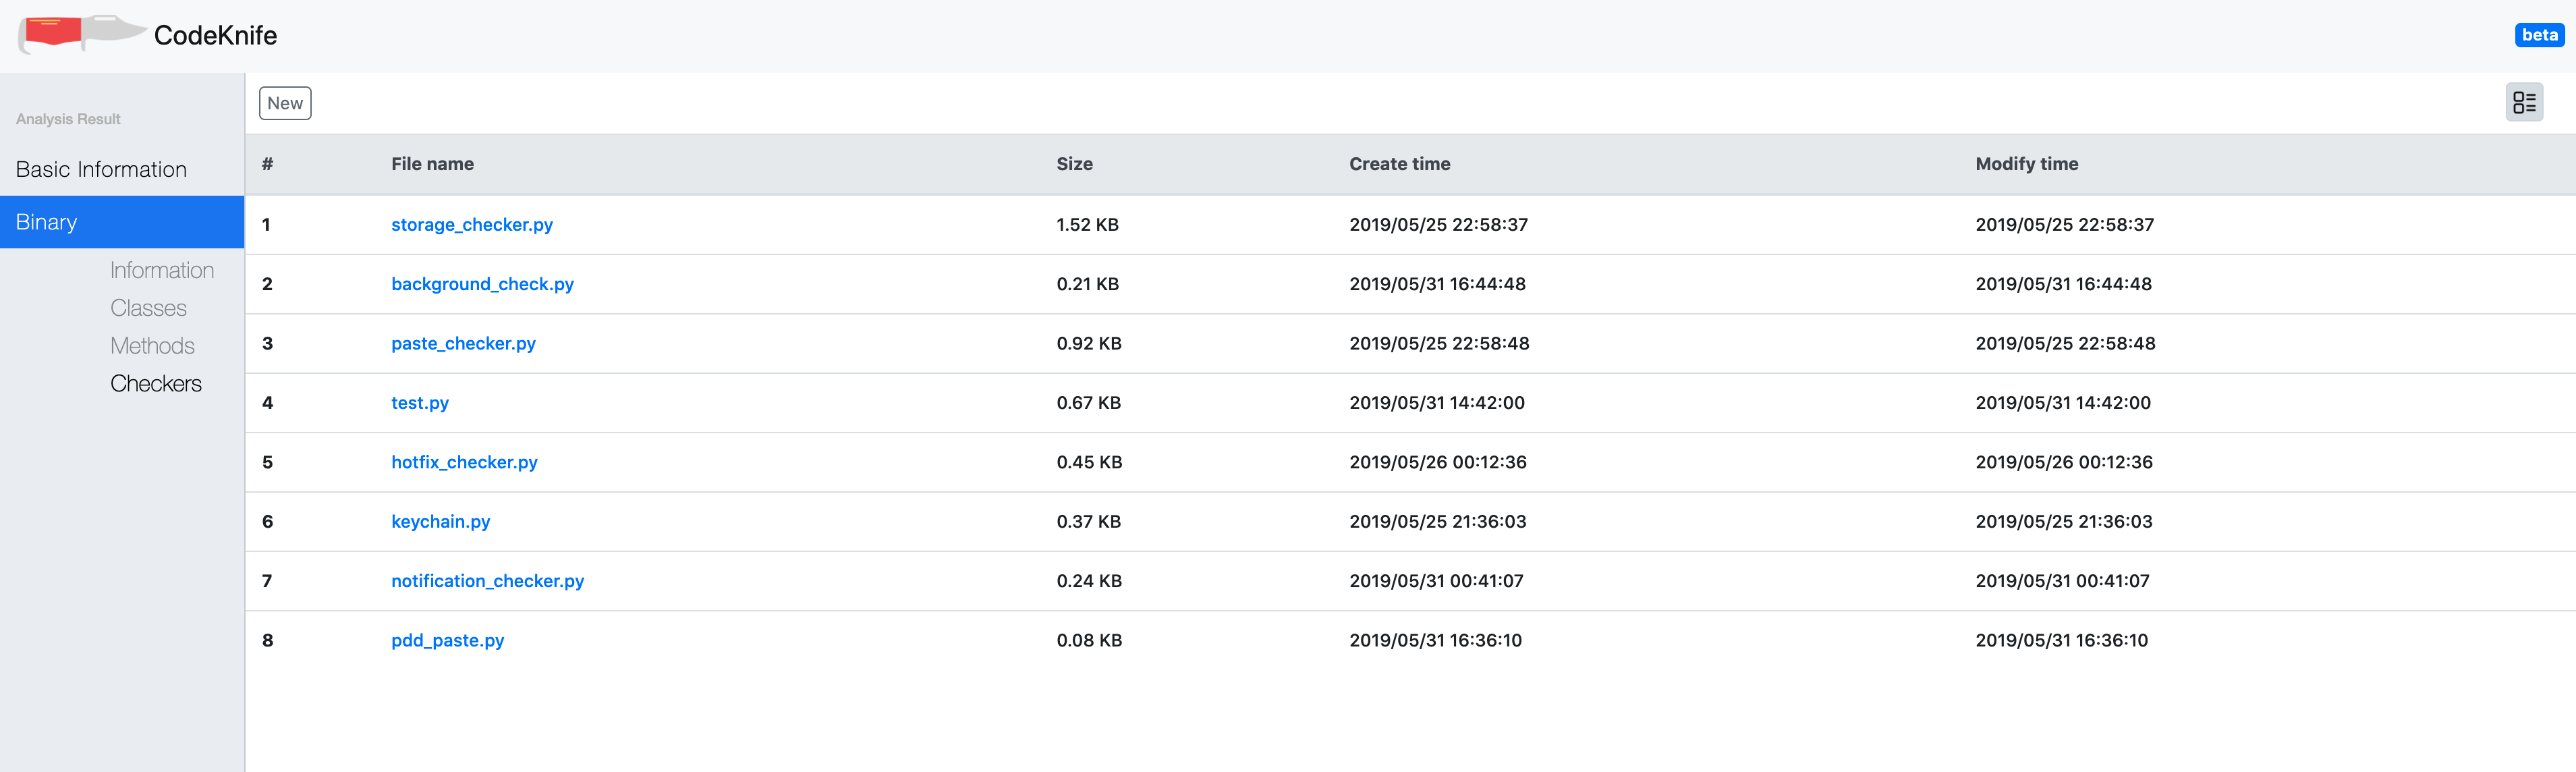 CodeKnife
beta
Analysis Result
Basic Information
Binary
Information
Classes
Methods
Checkers
New
# File name Size Create time Modify time
1 storage_checker.py 1.52 KB 2019/05/25 22:58:37 2019/05/25 22:58:37
2 background_check.py 0.21 KB 2019/05/31 16:44:48 2019/05/31 16:44:48
3 paste_checker.py 0.92 KB 2019/05/25 22:58:48 2019/05/25 22:58:48
4 test.py 0.67 KB 2019/05/31 14:42:00 2019/05/31 14:42:00
5 hotfix_checker.py 0.45 KB 2019/05/26 00:12:36 2019/05/26 00:12:36
6 keychain.py 0.37 KB 2019/05/25 21:36:03 2019/05/25 21:36:03
7 notification_checker.py 0.24 KB 2019/05/31 00:41:07 2019/05/31 00:41:07
8 pdd_paste.py 0.08 KB 2019/05/31 16:36:10 2019/05/31 16:36:10